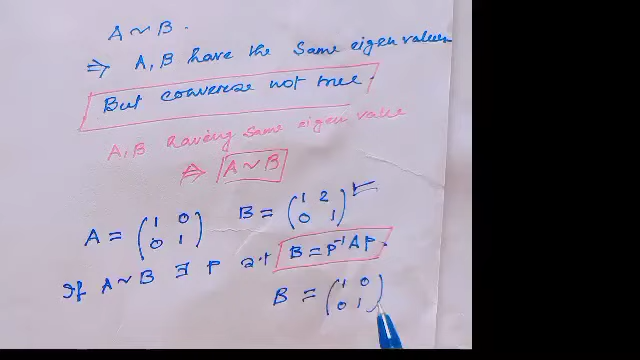 A ~ B.
⇒ A, B have the same eigen values
But converse not true.
A, B having same eigen value
⇏ A ~ B
A = (1 0 / 0 1) B = (1 2 / 0 1)
If A ~ B ∃ P s.t B = P⁻¹ A P.
B = (1 0 / 0 1)